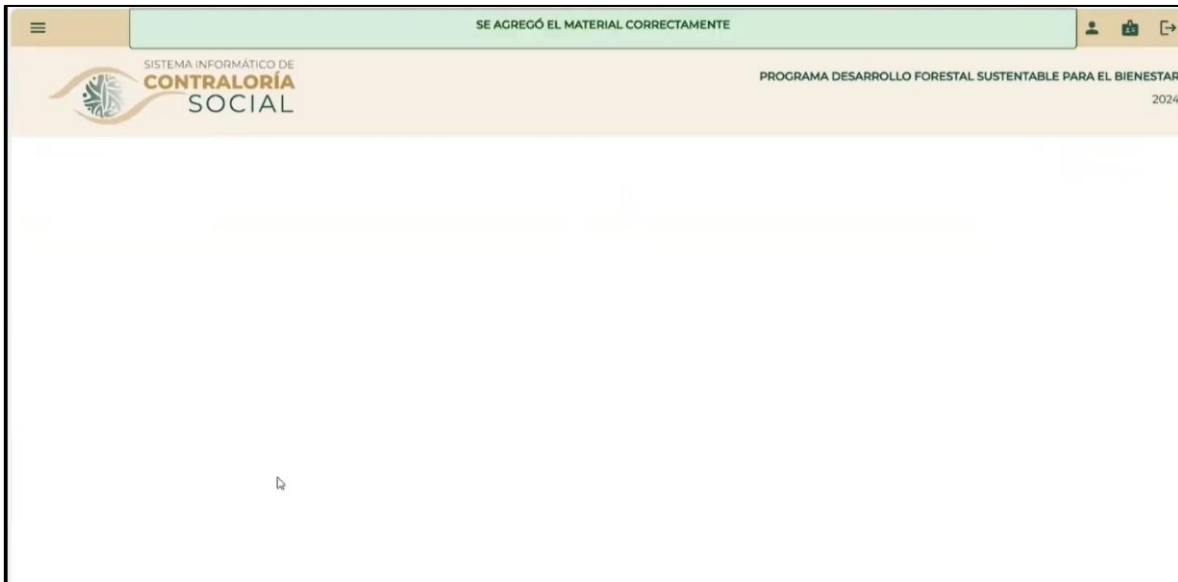 SE AGREGÓ EL MATERIAL CORRECTAMENTE
SISTEMA INFORMÁTICO DE
CONTRALORÍA
SOCIAL
PROGRAMA DESARROLLO FORESTAL SUSTENTABLE PARA EL BIENESTAR
2024